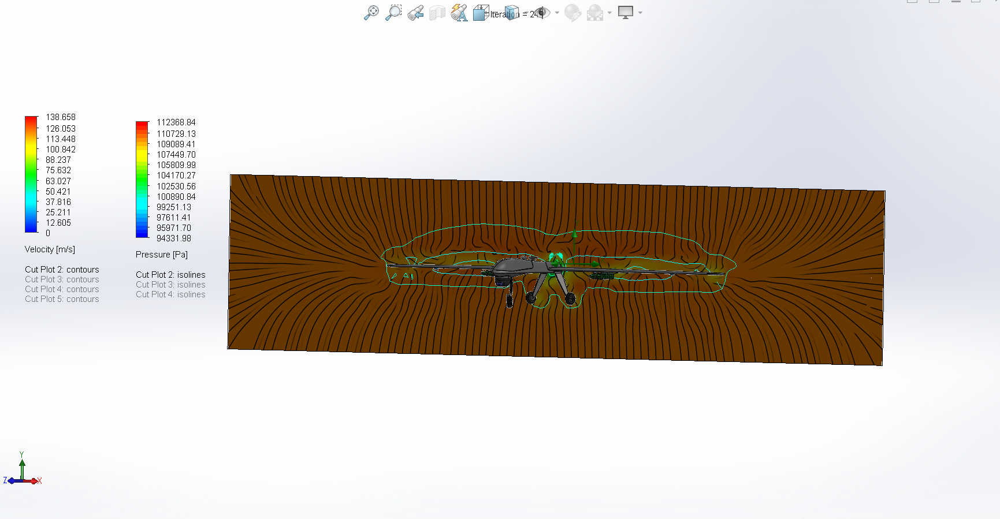 Iteration = 249
138.658
126.053
113.448
100.842
88.237
75.632
63.027
50.421
37.816
25.211
12.605
0
Velocity [m/s]
Cut Plot 2: contours
Cut Plot 3: contours
Cut Plot 4: contours
Cut Plot 5: contours
112368.84
110729.13
109089.41
107449.70
105809.99
104170.27
102530.56
100890.84
99251.13
97611.41
95971.70
94331.98
Pressure [Pa]
Cut Plot 2: isolines
Cut Plot 3: isolines
Cut Plot 4: isolines
Y
Y
Z
X